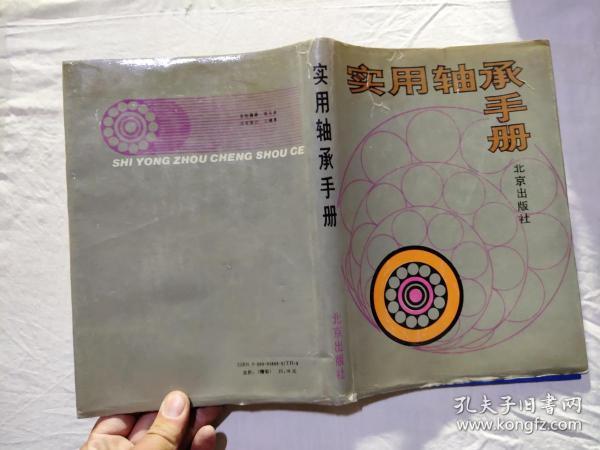 实用轴承
手册
北京出版社
实用轴承手册
北京出版社
SHI YONG ZHOU CHENG SHOU CE
孔夫子旧书网
www.kongfz.com